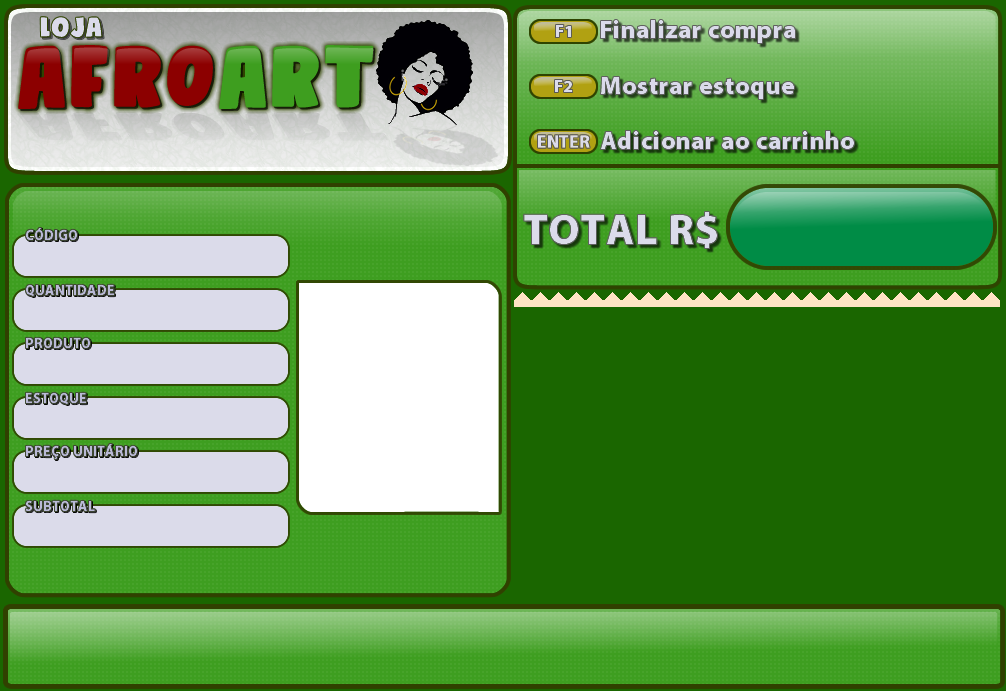 LOJA
AFROART
F1 Finalizar compra
F2 Mostrar estoque
ENTER Adicionar ao carrinho
TOTAL R$
CÓDIGO
QUANTIDADE
PRODUTO
ESTOQUE
PREÇO UNITÁRIO
SUBTOTAL